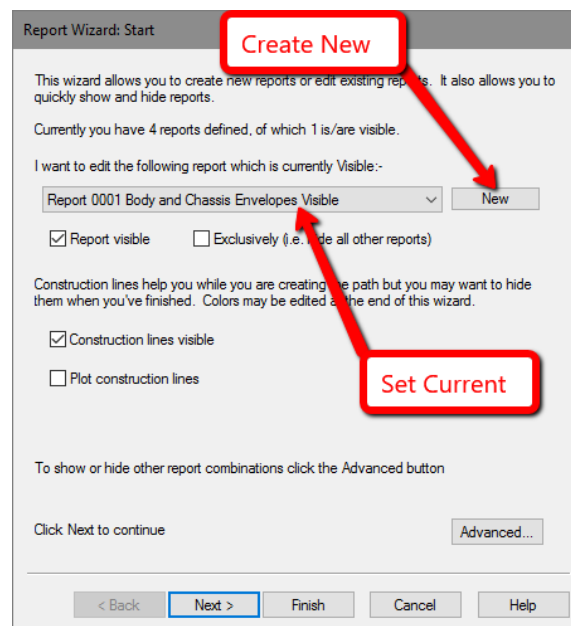 Report Wizard: Start
Create New
This wizard allows you to create new reports or edit existing reports. It also allows you to
quickly show and hide reports.
Currently you have 4 reports defined, of which 1 is/are visible.
I want to edit the following report which is currently Visible:-
Report 0001 Body and Chassis Envelopes Visible
New
Report visible
Exclusively (i.e. hide all other reports)
Construction lines help you while you are creating the path but you may want to hide
them when you've finished. Colors may be edited at the end of this wizard.
Construction lines visible
Plot construction lines
Set Current
To show or hide other report combinations click the Advanced button
Click Next to continue
Advanced...
< Back
Next >
Finish
Cancel
Help